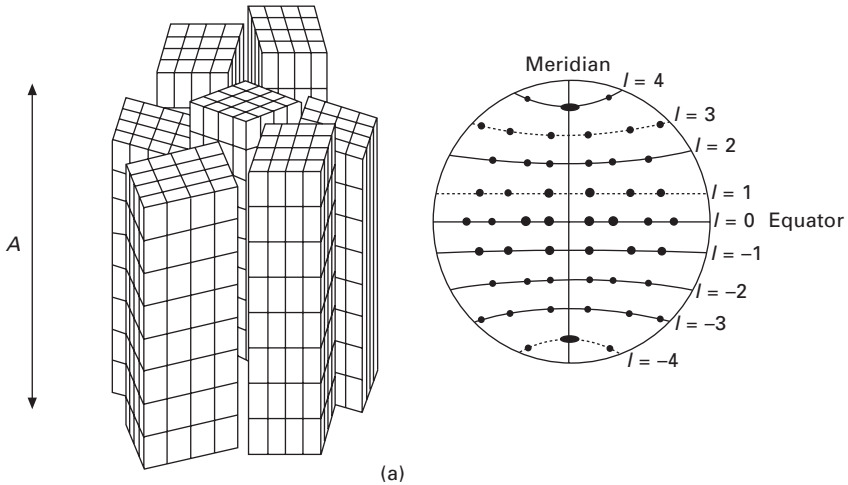 Meridian
l = 4
l = 3
l = 2
l = 1
l = 0 Equator
l = –1
l = –2
l = –3
l = –4
A
(a)